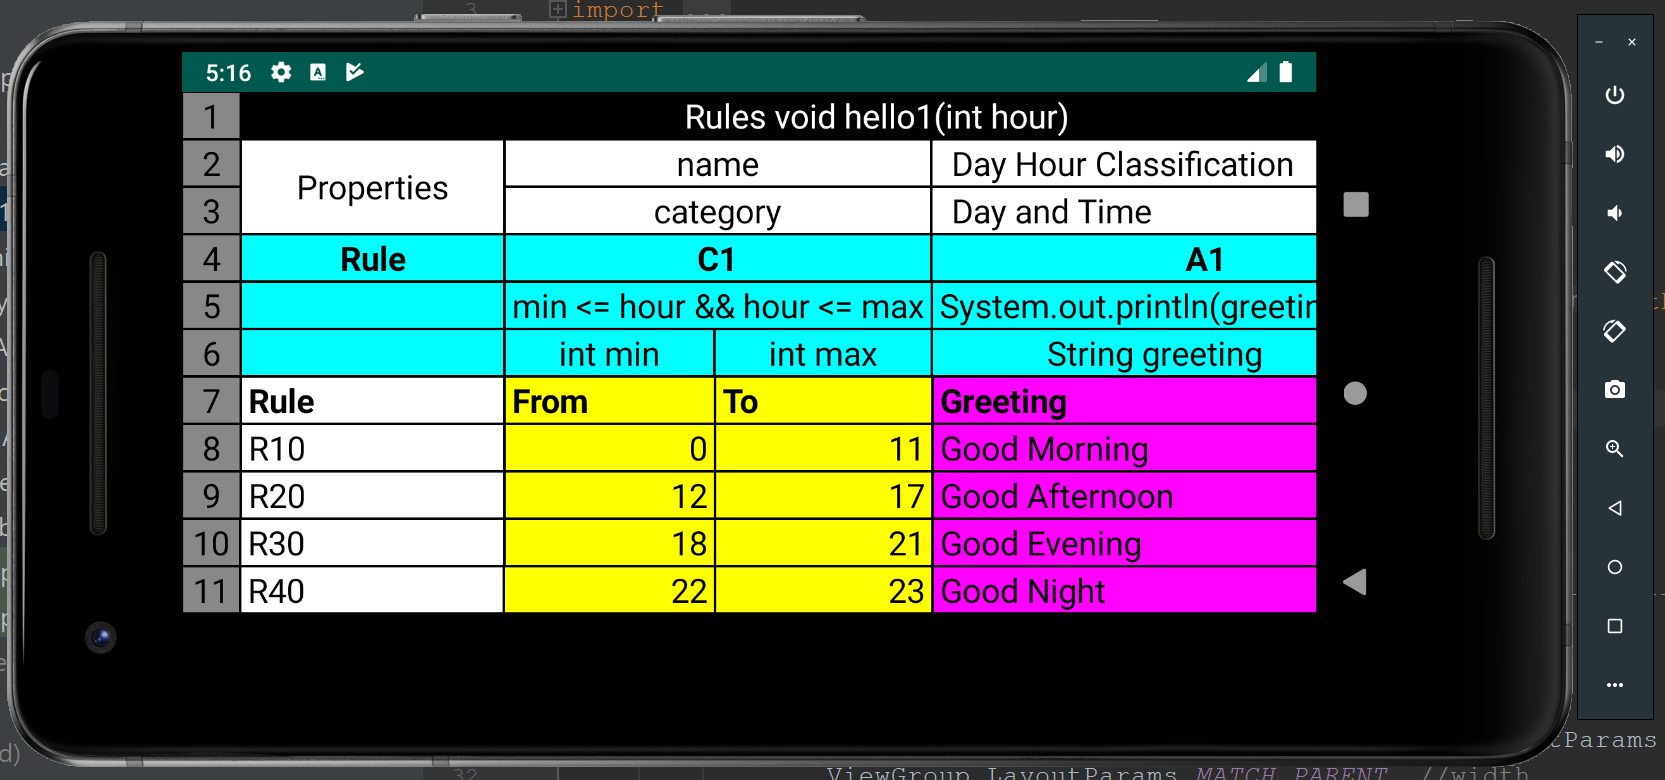 3 import ...
5:16
1 Rules void hello1(int hour)
2 Properties name Day Hour Classification
3 category Day and Time
4 Rule C1 A1
5 min <= hour && hour <= max System.out.println(greetin
6 int min int max String greeting
7 Rule From To Greeting
8 R10 0 11 Good Morning
9 R20 12 17 Good Afternoon
10 R30 18 21 Good Evening
11 R40 22 23 Good Night
d)
tParams
32 ViewGroup.LayoutParams.MATCH_PARENT, //width